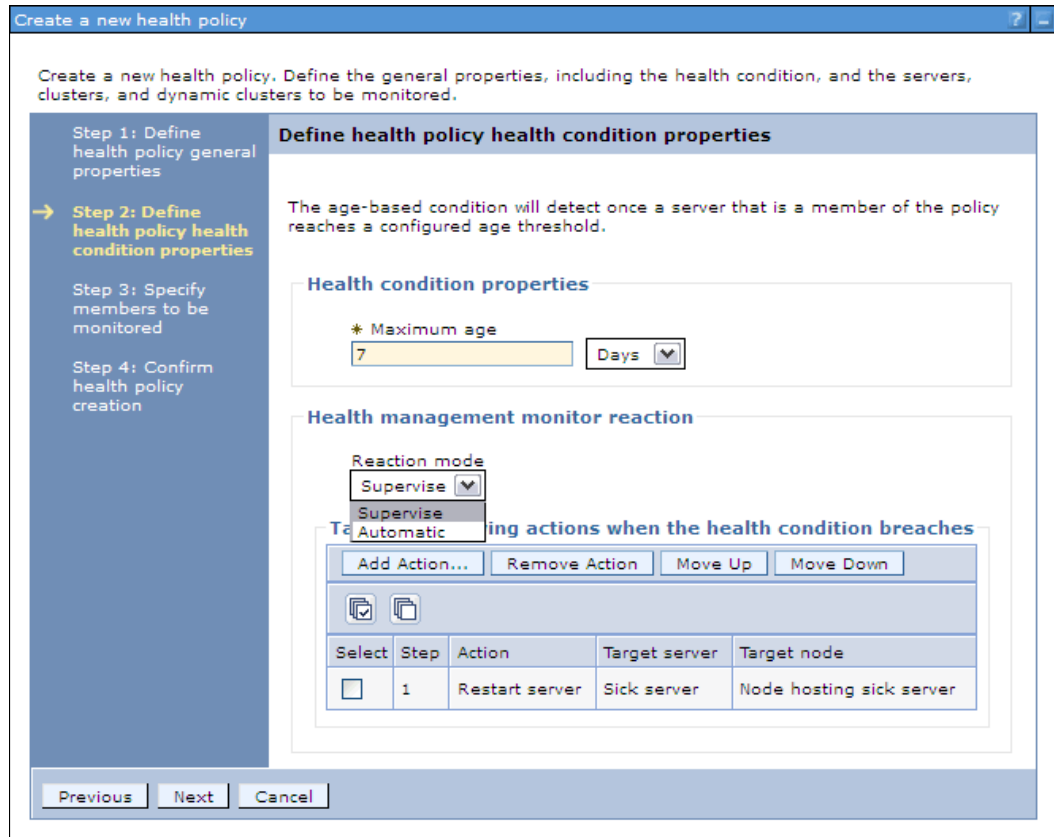 Create a new health policy
?
Create a new health policy. Define the general properties, including the health condition, and the servers,
clusters, and dynamic clusters to be monitored.
Step 1: Define
health policy general
properties
Step 2: Define
health policy health
condition properties
Step 3: Specify
members to be
monitored
Step 4: Confirm
health policy
creation
Define health policy health condition properties
The age-based condition will detect once a server that is a member of the policy
reaches a configured age threshold.
Health condition properties
* Maximum age
7
Days
Health management monitor reaction
Reaction mode
Supervise
Supervise
Automatic
ing actions when the health condition breaches
Add Action...
Remove Action
Move Up
Move Down
Select Step Action Target server Target node
1 Restart server Sick server Node hosting sick server
Previous
Next
Cancel